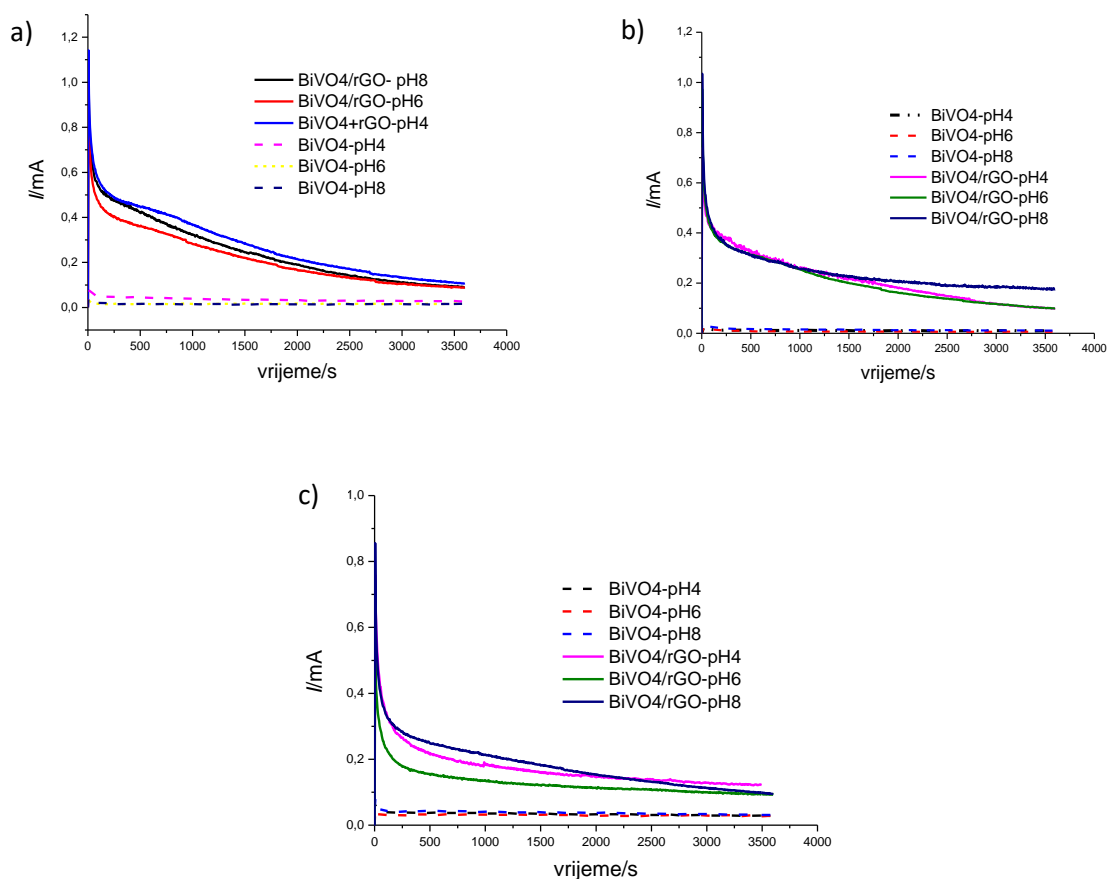 a)
1,2
1,0
0,8
0,6
0,4
0,2
0,0
I/mA
BiVO4/rGO- pH8
BiVO4/rGO-pH6
BiVO4+rGO-pH4
BiVO4-pH4
BiVO4-pH6
BiVO4-pH8
0 500 1000 1500 2000 2500 3000 3500 4000
vrijeme/s
b)
1,2
1,0
0,8
0,6
0,4
0,2
0,0
I/mA
BiVO4-pH4
BiVO4-pH6
BiVO4-pH8
BiVO4/rGO-pH4
BiVO4/rGO-pH6
BiVO4/rGO-pH8
0 500 1000 1500 2000 2500 3000 3500 4000
vrijeme/s
c)
1,0
0,8
0,6
0,4
0,2
0,0
I/mA
BiVO4-pH4
BiVO4-pH6
BiVO4-pH8
BiVO4/rGO-pH4
BiVO4/rGO-pH6
BiVO4/rGO-pH8
0 500 1000 1500 2000 2500 3000 3500 4000
vrijeme/s